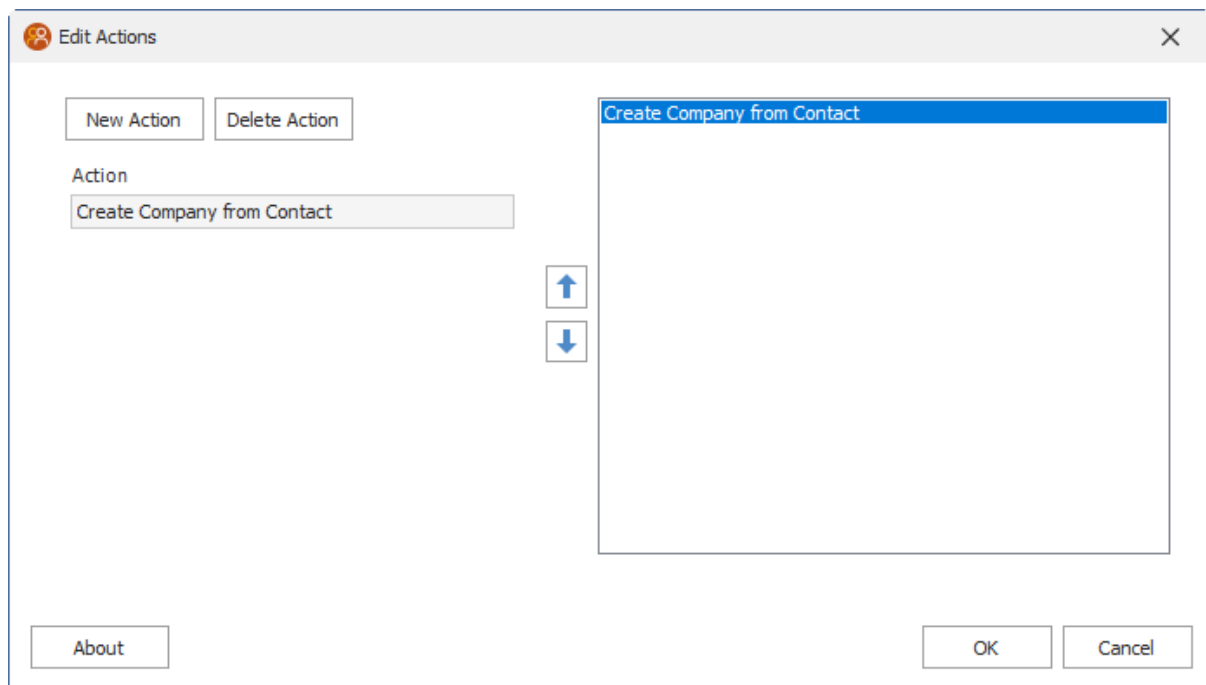 Edit Actions
New Action
Delete Action
Create Company from Contact
Action
Create Company from Contact
About
OK
Cancel